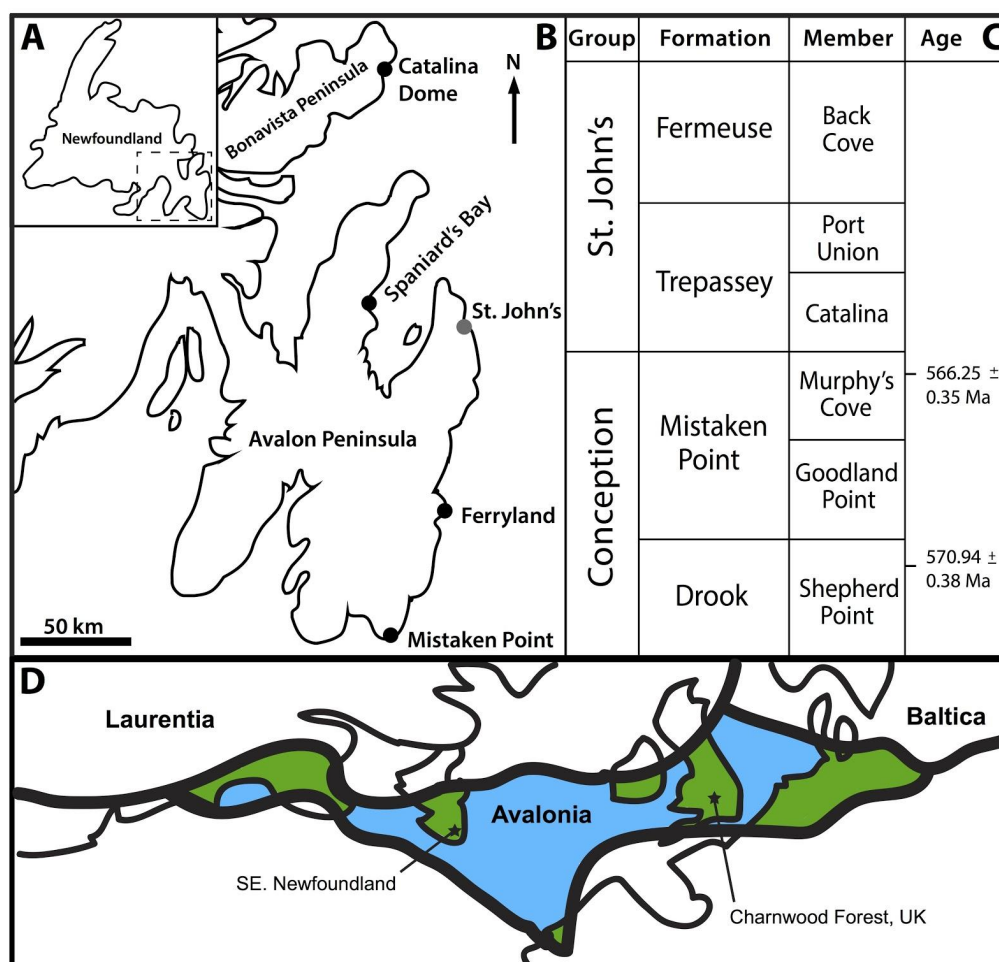 A
Newfoundland
B
N
Bonavista Peninsula
Catalina
Dome
Spaniard's Bay
St. John's
Avalon Peninsula
Ferryland
Mistaken Point
50 km
Group Formation Member Age C
St. John's
Fermeuse
Back
Cove
Trepassey
Port
Union
Catalina
Conception
Mistaken
Point
Murphy's
Cove
566.25 ±
0.35 Ma
Goodland
Point
Drook
Shepherd
Point
570.94 ±
0.38 Ma
D
Laurentia
Baltica
Avalonia
SE. Newfoundland
Charnwood Forest, UK